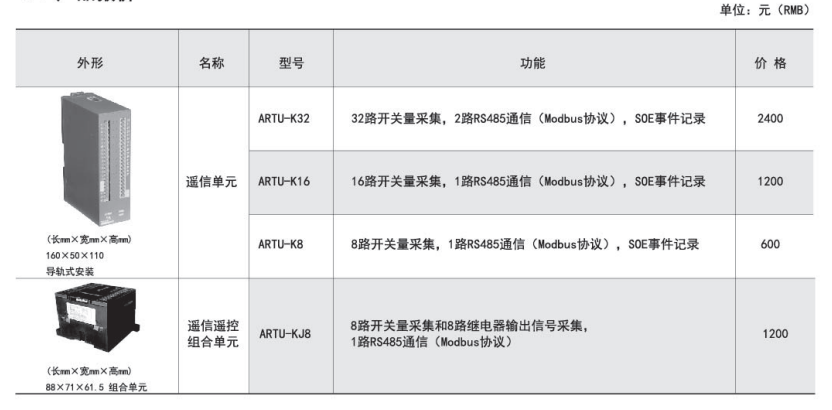 单位：元（RMB）
外形 名称 型号 功能 价 格
ARTU-K32 32路开关量采集，2路RS485通信（Modbus协议），SOE事件记录 2400
遥信单元 ARTU-K16 16路开关量采集，1路RS485通信（Modbus协议），SOE事件记录 1200
ARTU-K8 8路开关量采集，1路RS485通信（Modbus协议），SOE事件记录 600
（长mm×宽mm×高mm）
160×50×110
导轨式安装
遥信遥控
组合单元
ARTU-KJ8
8路开关量采集和8路继电器输出信号采集，
1路RS485通信（Modbus协议）
1200
（长mm×宽mm×高mm）
88×71×61.5 组合单元